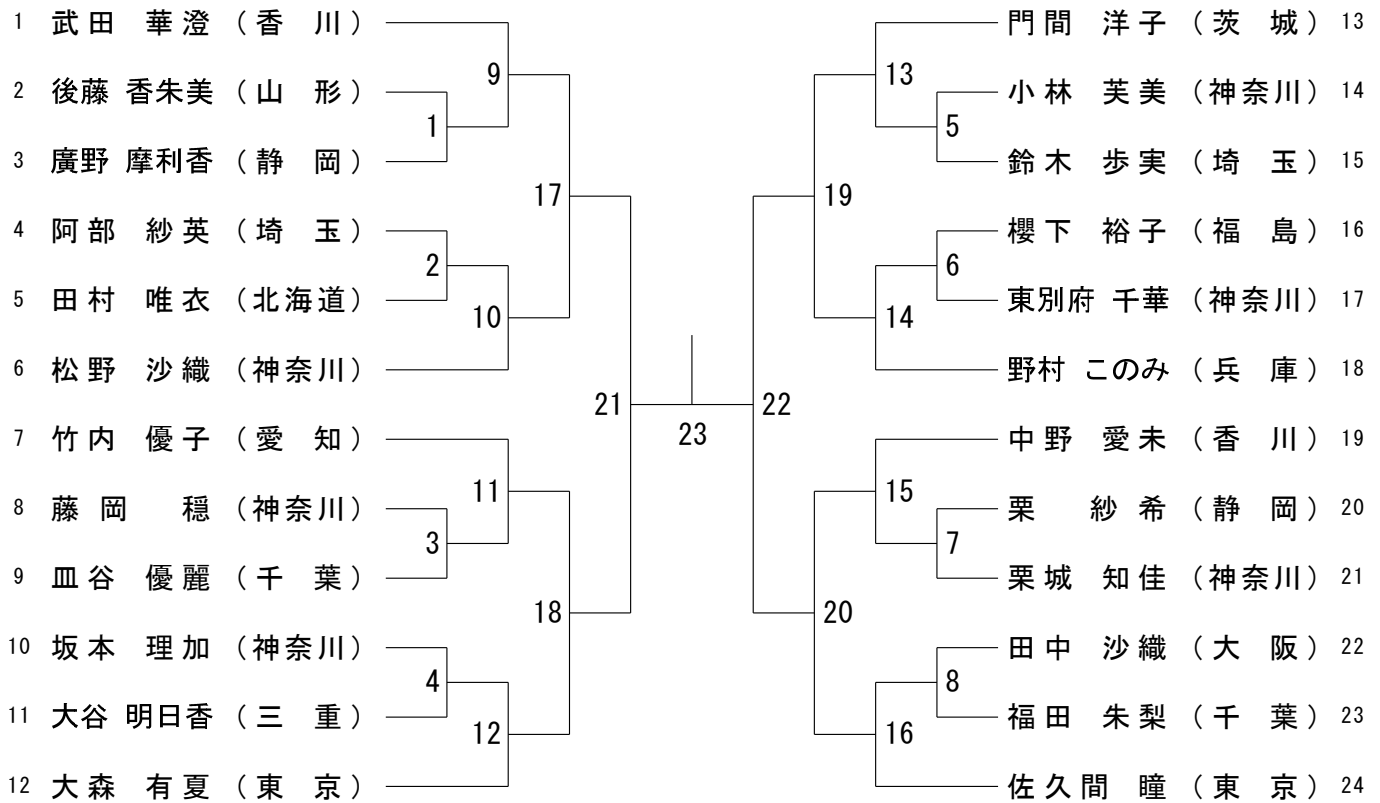 1 武田 華澄 (香 川)
2 後藤 香朱美 (山 形)
1
3 廣野 摩利香 (静 岡)
9
4 阿部 紗英 (埼 玉)
2
5 田村 唯衣 (北海道)
10
6 松野 沙織 (神奈川)
17
7 竹内 優子 (愛 知)
11
8 藤岡 穏 (神奈川)
3
9 皿谷 優麗 (千 葉)
18
10 坂本 理加 (神奈川)
4
11 大谷 明日香 (三 重)
12
12 大森 有夏 (東 京)
21
23
22
門間 洋子 (茨 城) 13
13
小林 芙美 (神奈川) 14
5
鈴木 歩実 (埼 玉) 15
19
櫻下 裕子 (福 島) 16
6
東別府 千華 (神奈川) 17
14
野村 このみ (兵 庫) 18
中野 愛未 (香 川) 19
15
栗 紗希 (静 岡) 20
7
栗城 知佳 (神奈川) 21
20
田中 沙織 (大 阪) 22
8
福田 朱梨 (千 葉) 23
16
佐久間 瞳 (東 京) 24